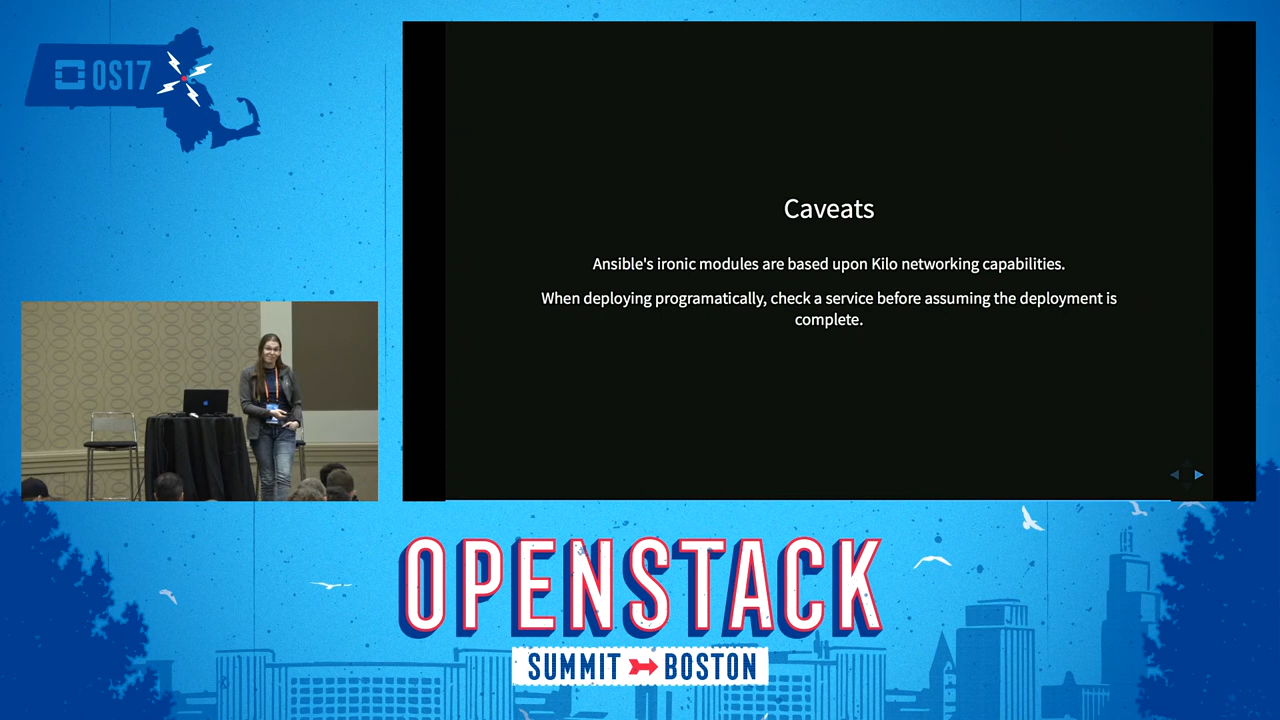 OS17
Caveats
Ansible's ironic modules are based upon Kilo networking capabilities.
When deploying programatically, check a service before assuming the deployment is
complete.
OPENSTACK
SUMMIT BOSTON